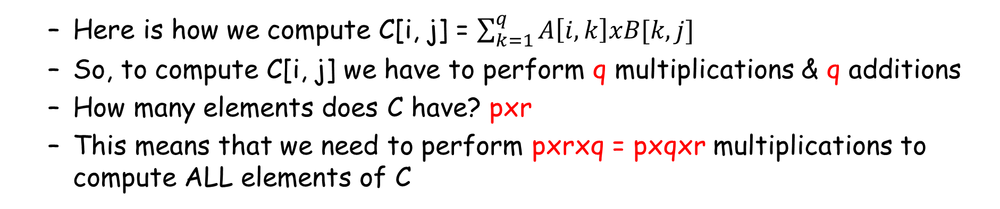 - Here is how we compute C[i, j] = ∑_{k=1}^{q} A[i, k]xB[k, j]
- So, to compute C[i, j] we have to perform q multiplications & q additions
- How many elements does C have? pxr
- This means that we need to perform pxrxq = pxqxr multiplications to
compute ALL elements of C